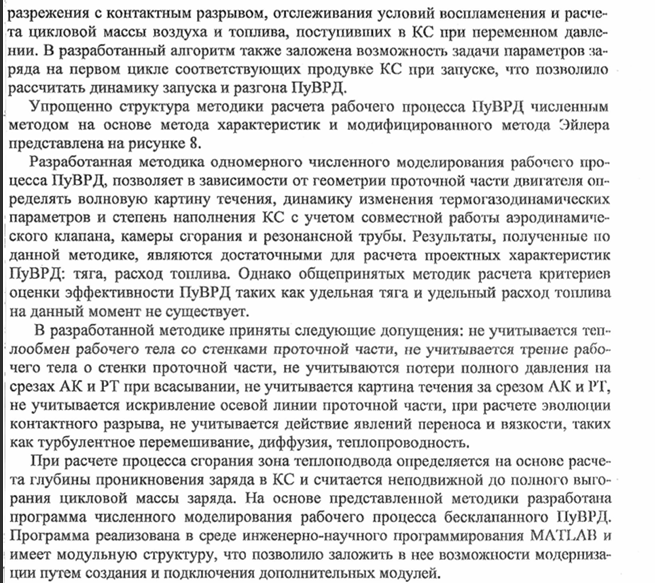 разрежения с контактным разрывом, отслеживания условий воспламенения и расче-
та цикловой массы воздуха и топлива, поступивших в КС при переменном давле-
нии. В разработанный алгоритм также заложена возможность задачи параметров за-
ряда на первом цикле соответствующих продувке КС при запуске, что позволило
рассчитать динамику запуска и разгона ПуВРД.
Упрощенно структура методики расчета рабочего процесса ПуВРД численным
методом на основе метода характеристик и модифицированного метода Эйлера
представлена на рисунке 8.
Разработанная методика одномерного численного моделирования рабочего про-
цесса ПуВРД, позволяет в зависимости от геометрии проточной части двигателя оп-
ределять волновую картину течения, динамику изменения термогазодинамических
параметров и степень наполнения КС с учетом совместной работы аэродинамиче-
ского клапана, камеры сгорания и резонансной трубы. Результаты, полученные по
данной методике, являются достаточными для расчета проектных характеристик
ПуВРД: тяга, расход топлива. Однако общепринятых методик расчета критериев
оценки эффективности ПуВРД таких как удельная тяга и удельный расход топлива
на данный момент не существует.
В разработанной методике приняты следующие допущения: не учитывается теп-
лообмен рабочего тела со стенками проточной части, не учитывается трение рабо-
чего тела о стенки проточной части, не учитываются потери полного давления на
срезах АК и РТ при всасывании, не учитывается картина течения за срезом АК и РТ,
не учитывается искривление осевой линии проточной части, при расчете эволюции
контактного разрыва, не учитывается действие явлений переноса и вязкости, таких
как турбулентное перемешивание, диффузия, теплопроводность.
При расчете процесса сгорания зона теплоподвода определяется на основе расче-
та глубины проникновения заряда в КС и считается неподвижной до полного выго-
рания цикловой массы заряда. На основе представленной методики разработана
программа численного моделирования рабочего процесса бесклапанного ПуВРД.
Программа реализована в среде инженерно-научного программирования MATLAB и
имеет модульную структуру, что позволило заложить в нее возможности модерниза-
ции путем создания и подключения дополнительных модулей.